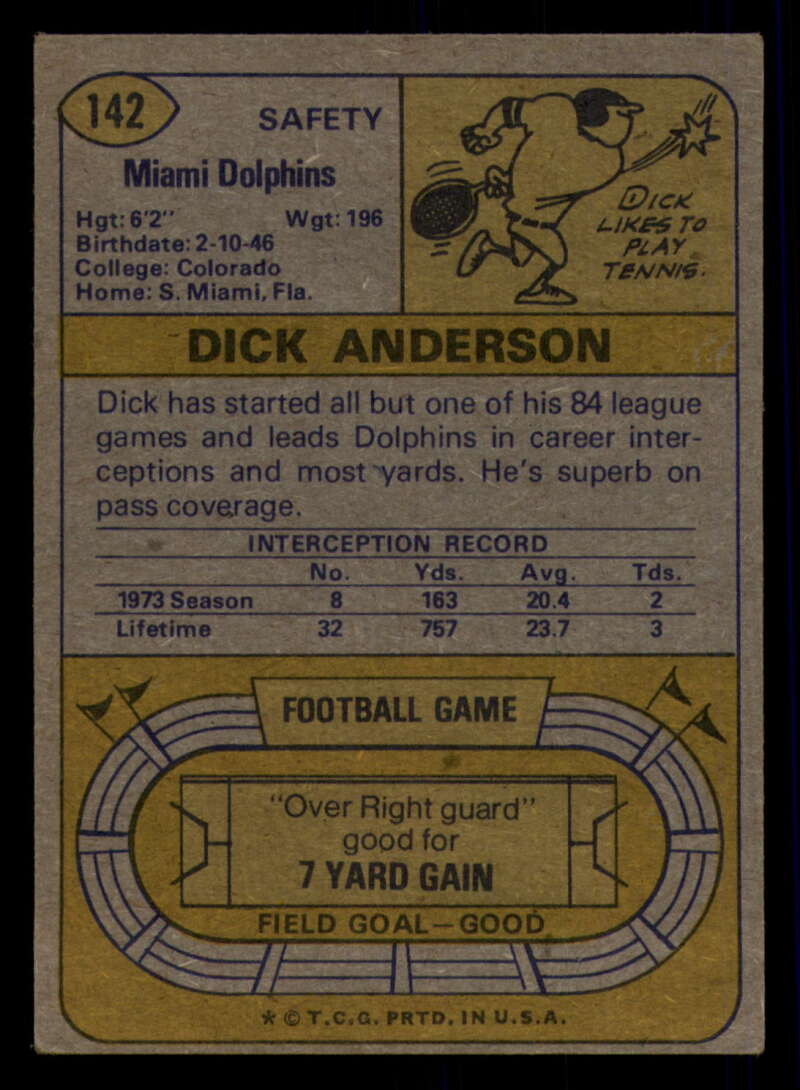 142
SAFETY
Miami Dolphins
Hgt: 6'2" Wgt: 196
Birthdate: 2-10-46
College: Colorado
Home: S. Miami, Fla.
DICK
LIKES TO
PLAY
TENNIS.
DICK ANDERSON
Dick has started all but one of his 84 league
games and leads Dolphins in career inter-
ceptions and most yards. He's superb on
pass coverage.
INTERCEPTION RECORD
No. Yds. Avg. Tds.
1973 Season 8 163 20.4 2
Lifetime 32 757 23.7 3
FOOTBALL GAME
"Over Right guard"
good for
7 YARD GAIN
FIELD GOAL—GOOD
* © T.C.G. PRTD. IN U.S.A.